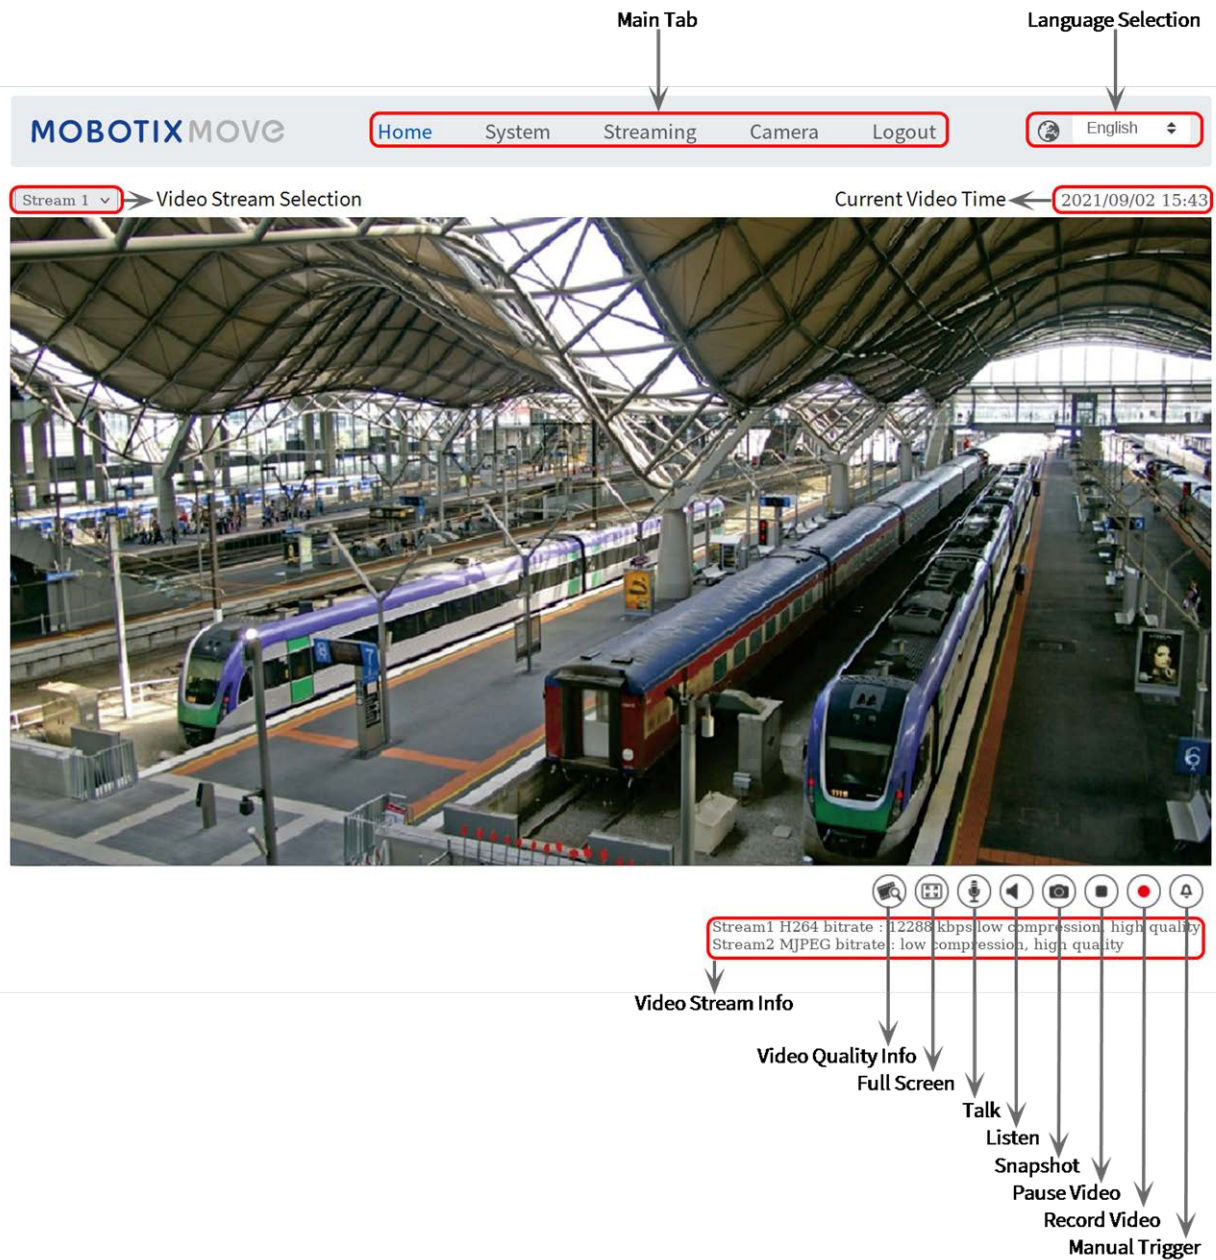 Main Tab
Language Selection
MOBOTIX MOVE
Home System Streaming Camera Logout
English
Stream 1
Video Stream Selection
Current Video Time
2021/09/02 15:43
8 7
6
Stream1 H264 bitrate : 12288 kbps low compression, high quality
Stream2 MJPEG bitrate : low compression, high quality
Video Stream Info
Video Quality Info
Full Screen
Talk
Listen
Snapshot
Pause Video
Record Video
Manual Trigger